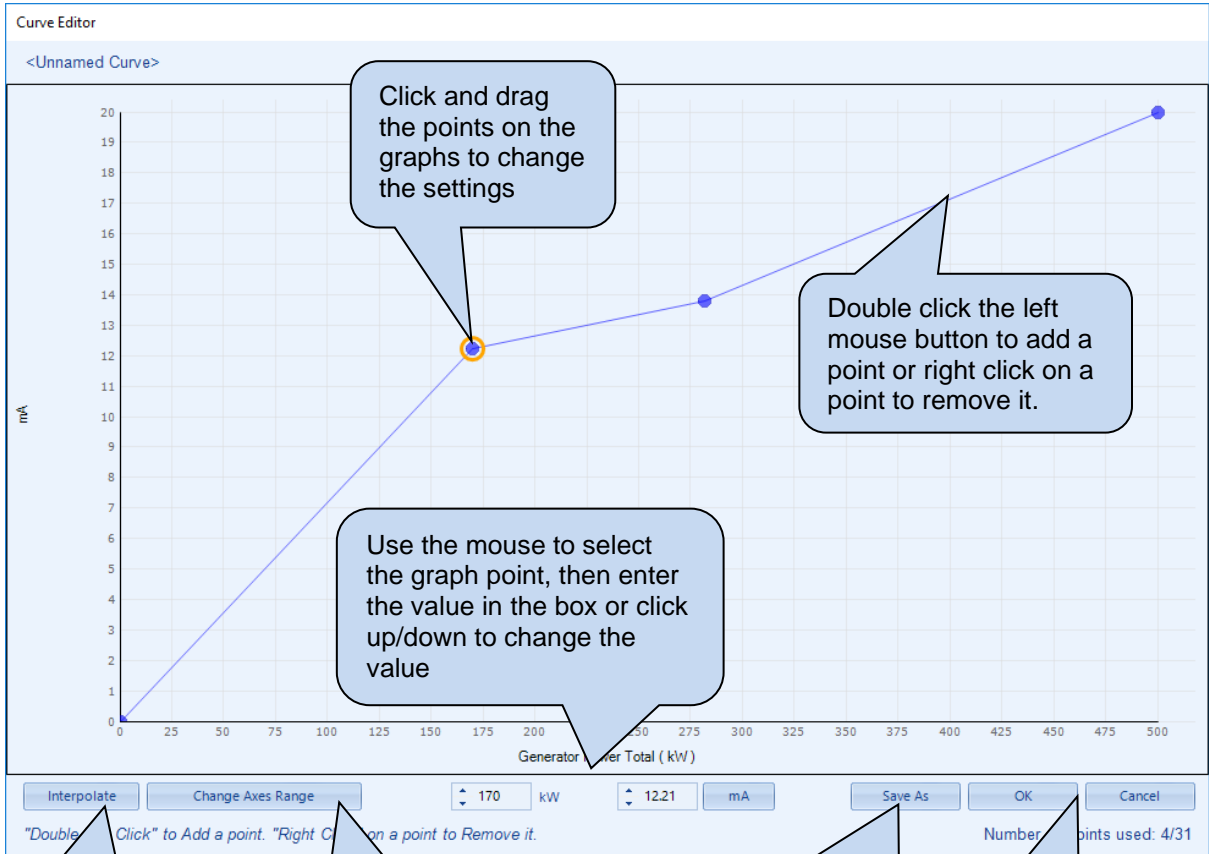 Curve Editor
<Unnamed Curve>
Click and drag
the points on the
graphs to change
the settings
20
19
18
17
16
15
14
13
12
11
10
9
8
7
6
5
4
3
2
1
0
mA
Double click the left
mouse button to add a
point or right click on a
point to remove it.
Use the mouse to select
the graph point, then enter
the value in the box or click
up/down to change the
value
0 25 50 75 100 125 150 175 200 250 275 300 325 350 375 400 425 450 475 500
Generator Total ( kW )
Interpolate Change Axes Range 170 kW 12.21 mA Save As OK Cancel
"Double Click" to Add a point. "Right on a point to Remove it. Number used: 4/31